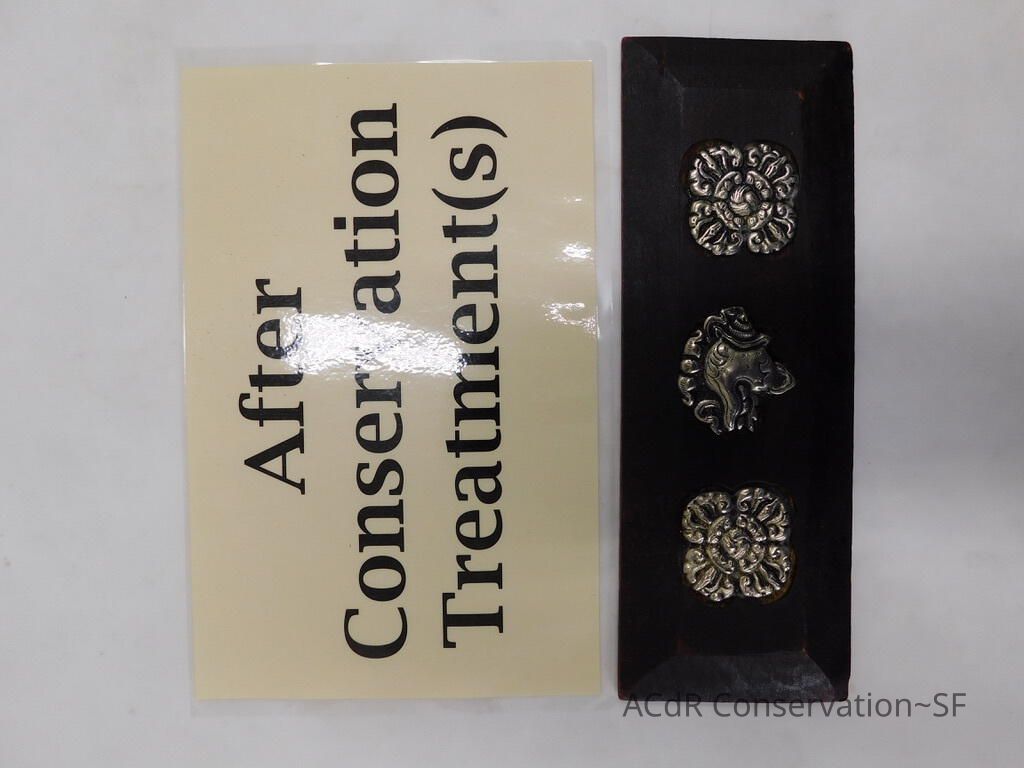 After
Conservation
Treatment(s)
ACdR Conservation~SF